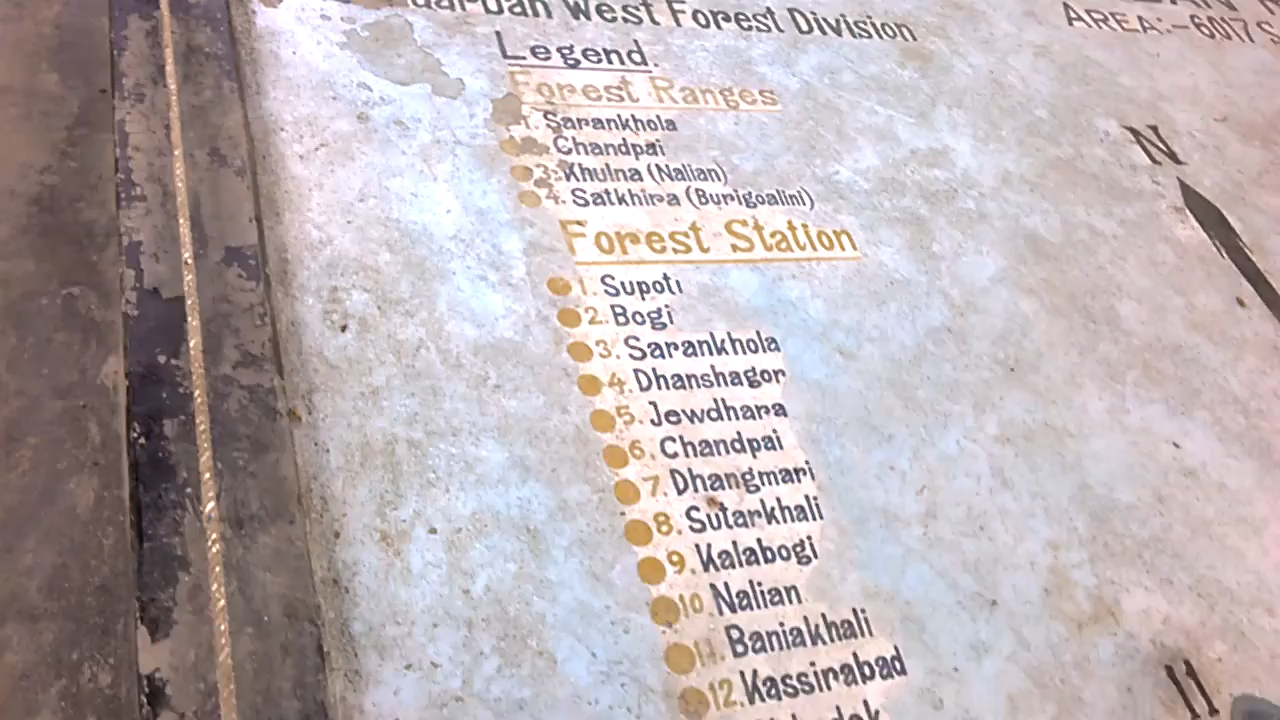 West Forest Division
AREA:-6017
Legend.
Forest Ranges
1. Sarankhola
Chandpai
3. Khulna (Nalian)
4. Satkhira (Burigoalini)
N
Forest Station
1. Supoti
2. Bogi
3. Sarankhola
4. Dhanshagor
5. Jewdhara
6. Chandpai
7. Dhangmari
8. Sutarkhali
9. Kalabogi
10 Nalian
11. Baniakhali
12. Kassirabad
11